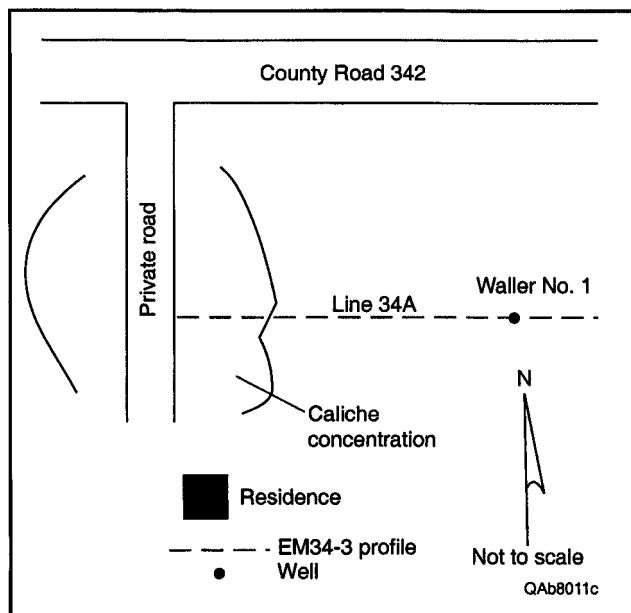 County Road 342
Private road
Waller No. 1
Line 34A
N
Caliche
concentration
Residence
EM34-3 profile
Well
Not to scale
QAb8011c